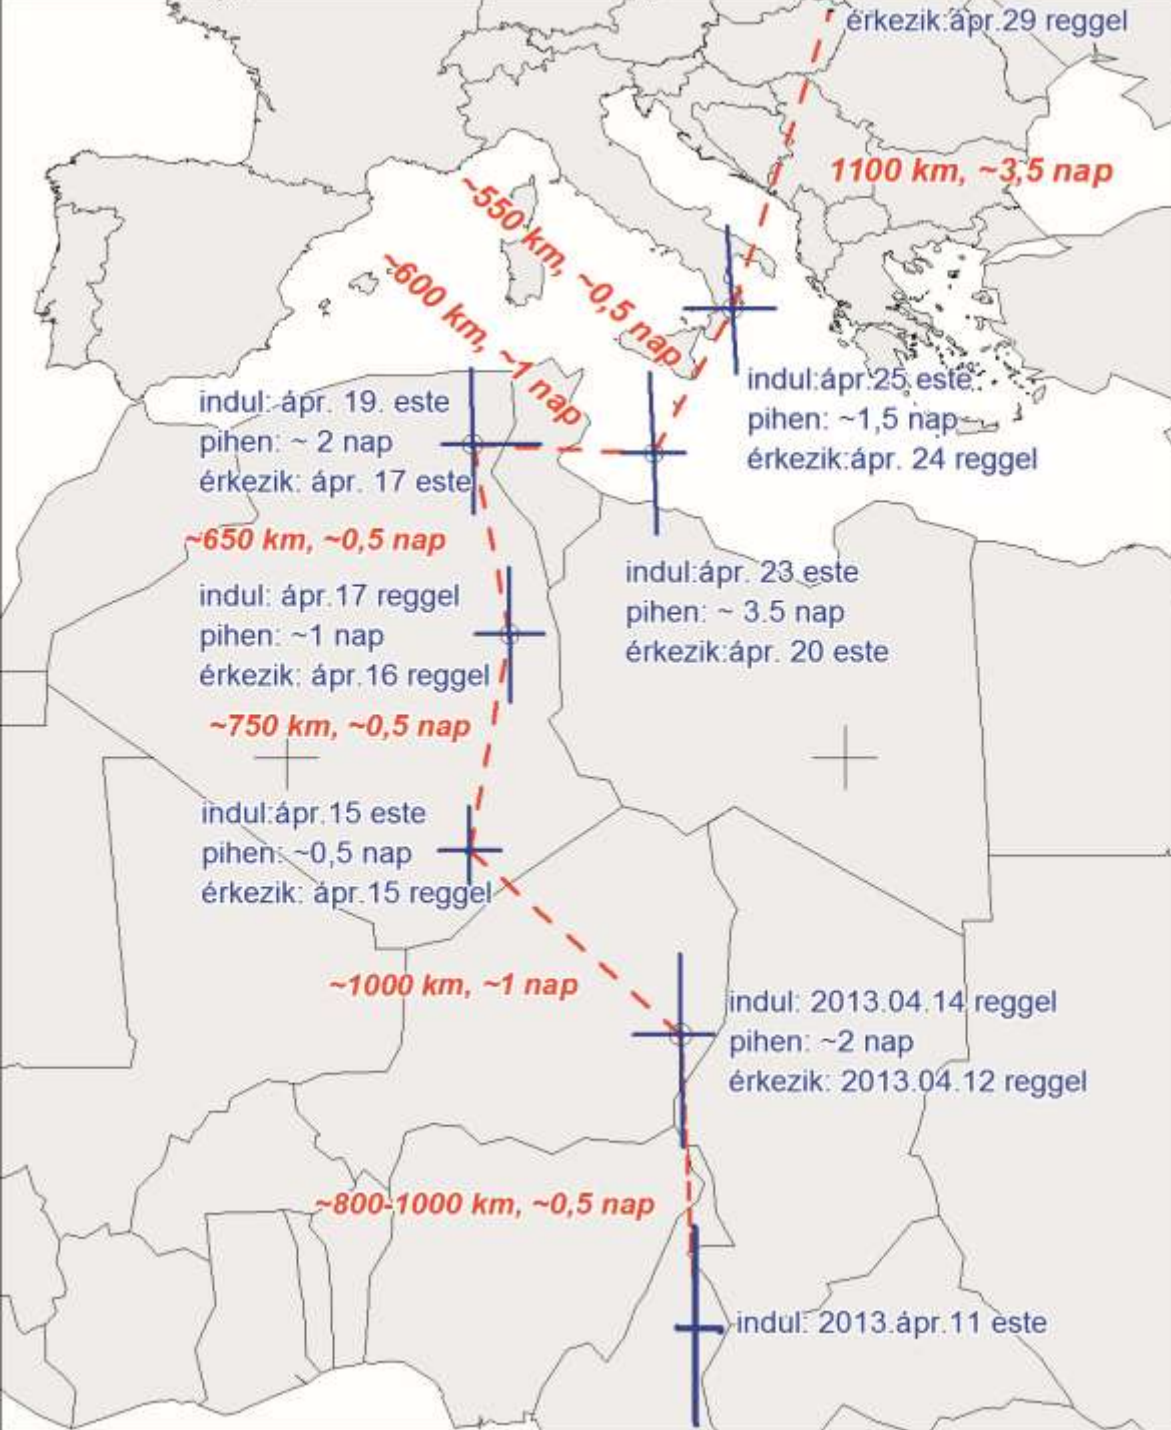 érkezik:ápr.29 reggel
1100 km, ~3,5 nap
~550 km, ~0,5 nap
~600 km, ~1 nap
indul:ápr.25 este
pihen: ~1,5 nap
érkezik:ápr. 24 reggel
indul: ápr. 19. este
pihen: ~ 2 nap
érkezik: ápr. 17 este
~650 km, ~0,5 nap
indul:ápr. 23 este
pihen: ~ 3.5 nap
érkezik:ápr. 20 este
indul: ápr.17 reggel
pihen: ~1 nap
érkezik: ápr.16 reggel
~750 km, ~0,5 nap
indul:ápr.15 este
pihen: ~0,5 nap
érkezik: ápr.15 reggel
~1000 km, ~1 nap
indul: 2013.04.14 reggel
pihen: ~2 nap
érkezik: 2013.04.12 reggel
~800-1000 km, ~0,5 nap
indul: 2013.ápr.11 este